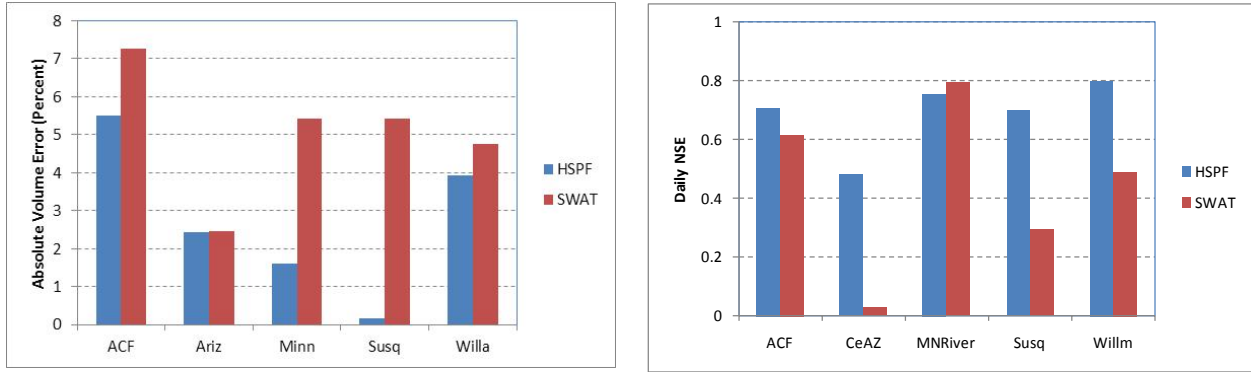 Absolute Volume Error (Percent)
8
7
6
5
4
3
2
1
0
ACF Ariz Minn Susq Willa
HSPF
SWAT
Daily NSE
1
0.8
0.6
0.4
0.2
0
ACF CeAZ MNRiver Susq Willm
HSPF
SWAT